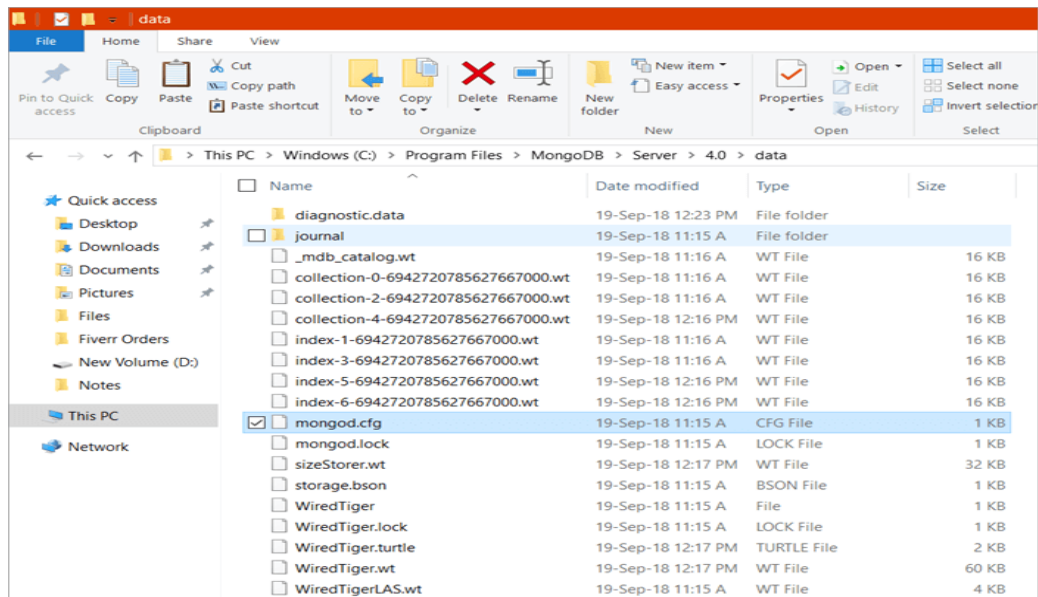 data
File Home Share View
Pin to Quick access
Copy
Paste
Cut
Copy path
Paste shortcut
Clipboard
Move to
Copy to
Delete
Rename
Organize
New folder
New item
Easy access
New
Properties
Open
Edit
History
Open
Select all
Select none
Invert selection
Select
This PC > Windows (C:) > Program Files > MongoDB > Server > 4.0 > data
Quick access
Desktop
Downloads
Documents
Pictures
Files
Fiverr Orders
New Volume (D:)
Notes
This PC
Network
Name Date modified Type Size
diagnostic.data 19-Sep-18 12:23 PM File folder
journal 19-Sep-18 11:15 A File folder
_mdb_catalog.wt 19-Sep-18 11:16 A WT File 16 KB
collection-0-6942720785627667000.wt 19-Sep-18 11:16 A WT File 16 KB
collection-2-6942720785627667000.wt 19-Sep-18 11:16 A WT File 16 KB
collection-4-6942720785627667000.wt 19-Sep-18 12:16 PM WT File 16 KB
index-1-6942720785627667000.wt 19-Sep-18 11:16 A WT File 16 KB
index-3-6942720785627667000.wt 19-Sep-18 11:16 A WT File 16 KB
index-5-6942720785627667000.wt 19-Sep-18 12:16 PM WT File 16 KB
index-6-6942720785627667000.wt 19-Sep-18 12:16 PM WT File 16 KB
mongod.cfg 19-Sep-18 11:15 A CFG File 1 KB
mongod.lock 19-Sep-18 11:15 A LOCK File 1 KB
sizeStorer.wt 19-Sep-18 12:17 PM WT File 32 KB
storage.bson 19-Sep-18 11:15 A BSON File 1 KB
WiredTiger 19-Sep-18 11:15 A File 1 KB
WiredTiger.lock 19-Sep-18 11:15 A LOCK File 1 KB
WiredTiger.turtle 19-Sep-18 12:17 PM TURTLE File 2 KB
WiredTiger.wt 19-Sep-18 12:17 PM WT File 60 KB
WiredTigerLAS.wt 19-Sep-18 11:15 A WT File 4 KB